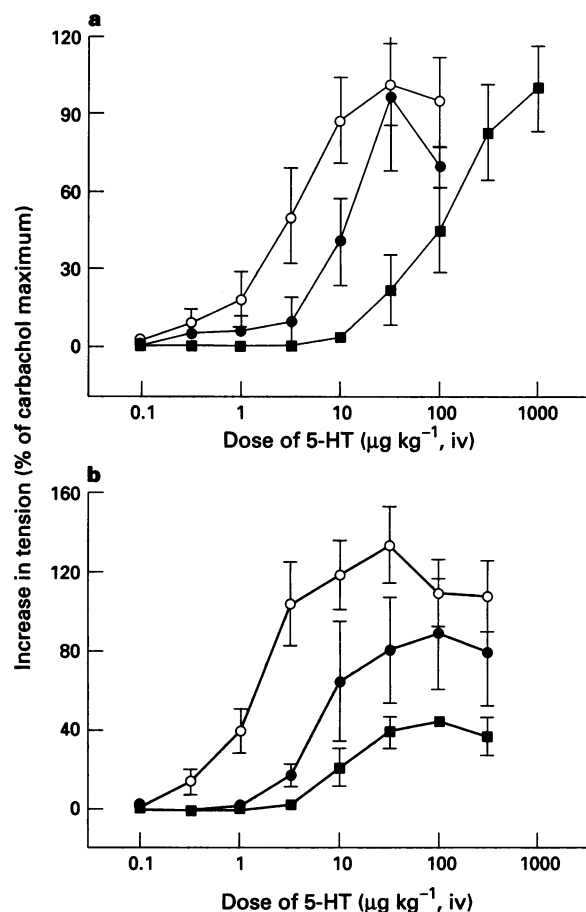 a
120
90
60
30
0
0.1 1 10 100 1000
Dose of 5-HT (µg kg⁻¹, iv)
Increase in tension (% of carbachol maximum)
b
160
120
80
40
0
0.1 1 10 100 1000
Dose of 5-HT (µg kg⁻¹, iv)